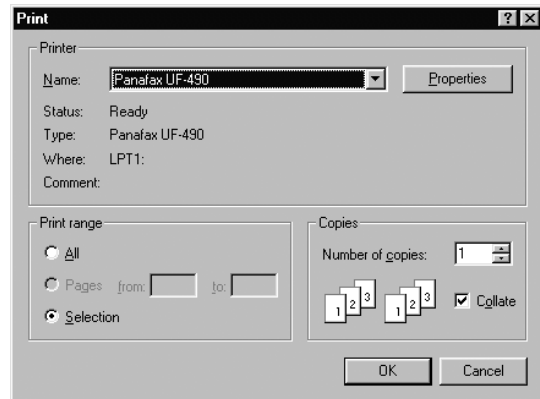 Print
Printer
Name: Panafax UF-490 Properties
Status: Ready
Type: Panafax UF-490
Where: LPT1:
Comment:
Print range
All
Pages from: to:
Selection
Copies
Number of copies: 1
1 2 3 1 2 3
Collate
OK Cancel